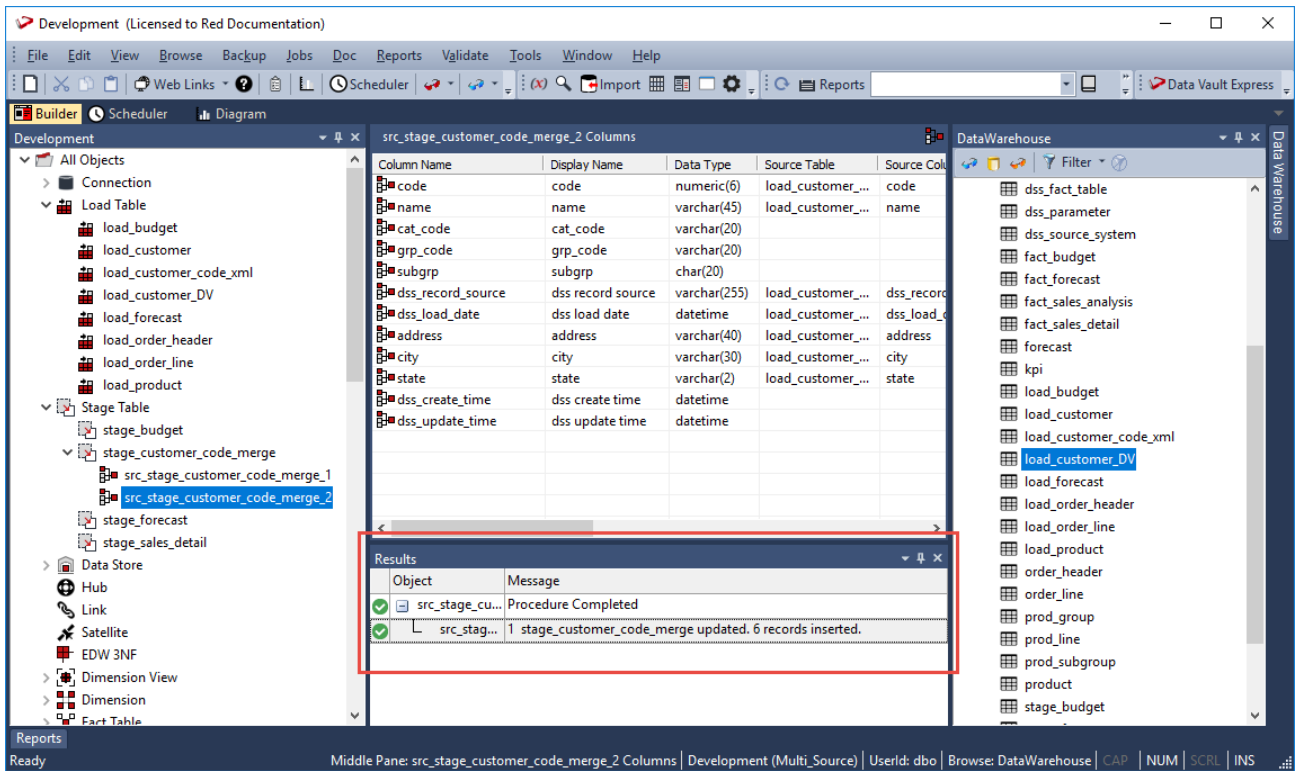 Development (Licensed to Red Documentation)
File Edit View Browse Backup Jobs Doc Reports Validate Tools Window Help
Web Links Scheduler (x) Import Reports Data Vault Express
Builder Scheduler Diagram
Development
All Objects
Connection
Load Table
load_budget
load_customer
load_customer_code_xml
load_customer_DV
load_forecast
load_order_header
load_order_line
load_product
Stage Table
stage_budget
stage_customer_code_merge
src_stage_customer_code_merge_1
src_stage_customer_code_merge_2
stage_forecast
stage_sales_detail
Data Store
Hub
Link
Satellite
EDW 3NF
Dimension View
Dimension
Fact Table
src_stage_customer_code_merge_2 Columns
Column Name Display Name Data Type Source Table Source Colu
code code numeric(6) load_customer_... code
name name varchar(45) load_customer_... name
cat_code cat_code varchar(20)
grp_code grp_code varchar(20)
subgrp subgrp char(20)
dss_record_source dss record source varchar(255) load_customer_... dss_record
dss_load_date dss load date datetime load_customer_... dss_load_d
address address varchar(40) load_customer_... address
city city varchar(30) load_customer_... city
state state varchar(2) load_customer_... state
dss_create_time dss create time datetime
dss_update_time dss update time datetime
Results
Object Message
src_stage_cu... Procedure Completed
src_stag... 1 stage_customer_code_merge updated. 6 records inserted.
DataWarehouse
Filter
dss_fact_table
dss_parameter
dss_source_system
fact_budget
fact_forecast
fact_sales_analysis
fact_sales_detail
forecast
kpi
load_budget
load_customer
load_customer_code_xml
load_customer_DV
load_forecast
load_order_header
load_order_line
load_product
order_header
order_line
prod_group
prod_line
prod_subgroup
product
stage_budget
Data Warehouse
Reports
Ready Middle Pane: src_stage_customer_code_merge_2 Columns Development (Multi_Source) UserId: dbo Browse: DataWarehouse CAP NUM SCRL INS